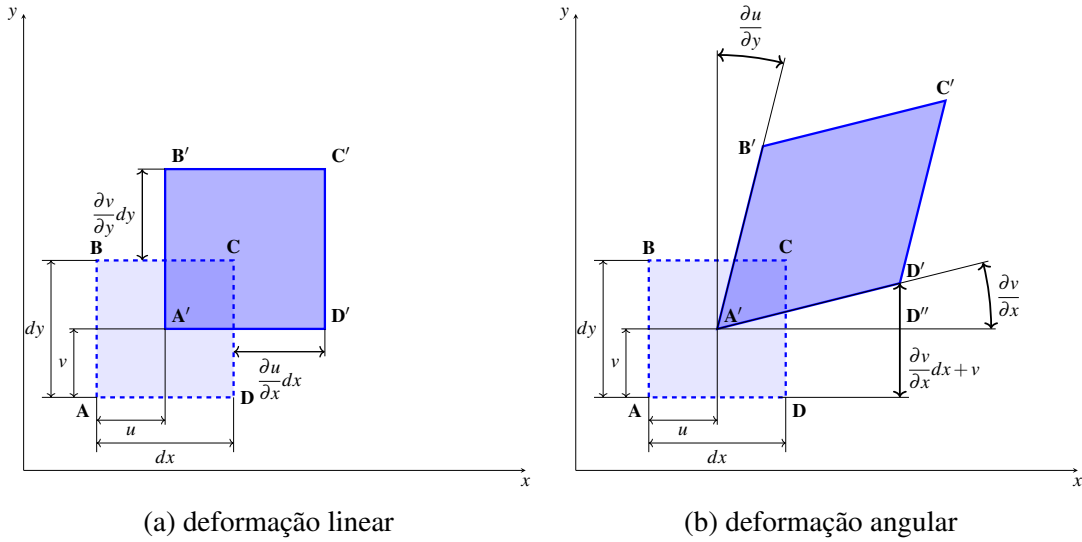 y
B′
C′
∂v/∂y dy
B
C
dy
A′
D′
v
∂u/∂x dx
A
D
u
dx
x
(a) deformação linear
y
∂u/∂y
C′
B′
B
C
D′
∂v/∂x
dy
A′
D″
v
∂v/∂x dx + v
A
D
u
dx
x
(b) deformação angular